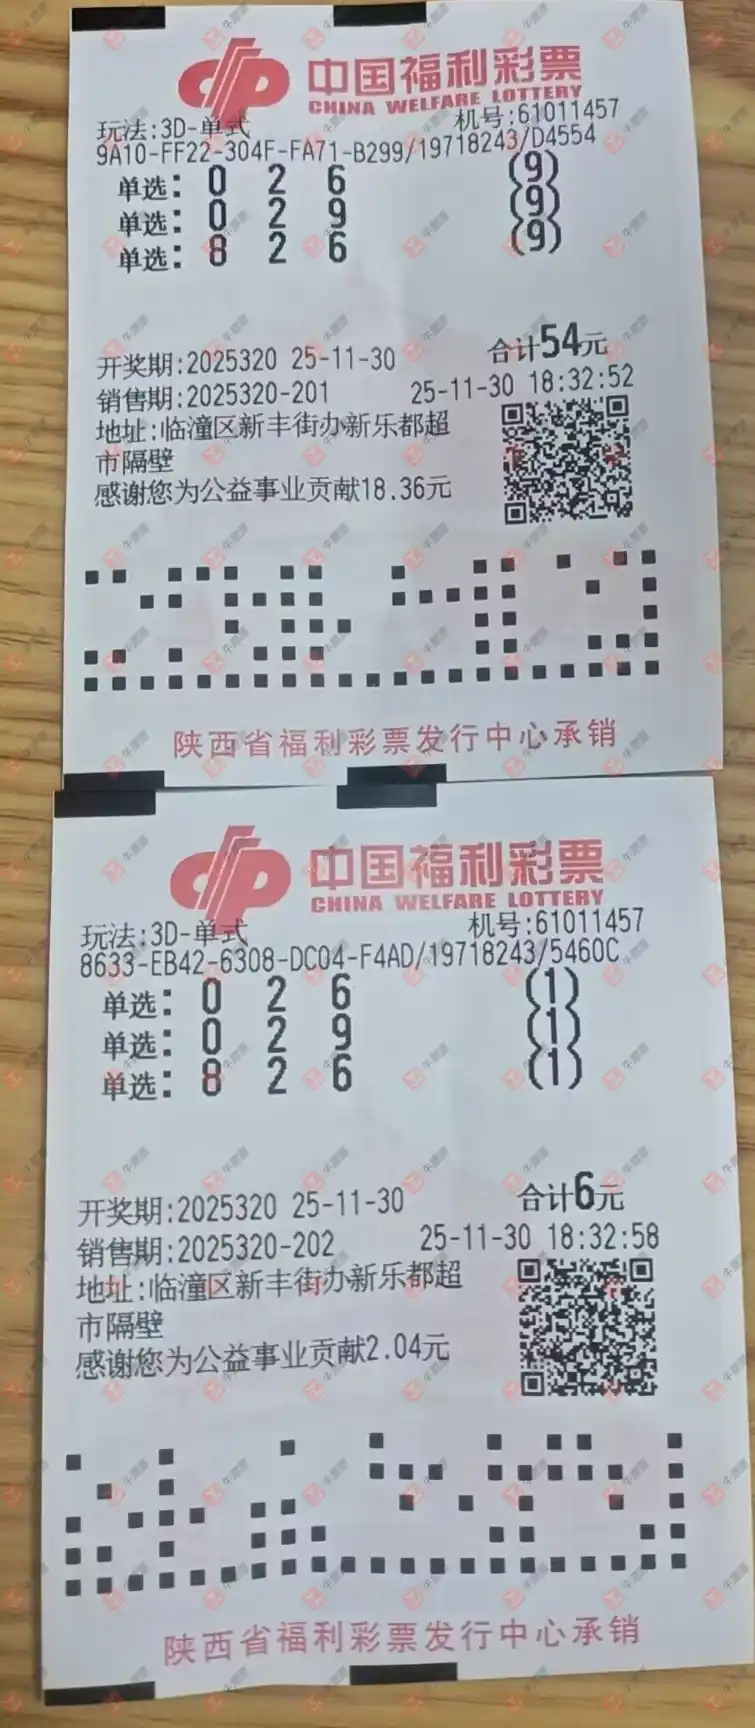 中国福利彩票
CHINA WELFARE LOTTERY
玩法:3D-单式 机号:61011457
9A10-FF22-304F-FA71-B299/19718243/D4554
单选: 0 2 6 (9)
单选: 0 2 9 (9)
单选: 8 2 6 (9)
开奖期:2025320 25-11-30 合计54元
销售期:2025320-201 25-11-30 18:32:52
地址:临潼区新丰街办新乐都超
市隔壁
感谢您为公益事业贡献18.36元
陕西省福利彩票发行中心承销
中国福利彩票
CHINA WELFARE LOTTERY
玩法:3D-单式 机号:61011457
8633-EB42-6308-DC04-F4AD/19718243/5460C
单选: 0 2 6 (1)
单选: 0 2 9 (1)
单选: 8 2 6 (1)
开奖期:2025320 25-11-30 合计6元
销售期:2025320-202 25-11-30 18:32:58
地址:临潼区新丰街办新乐都超
市隔壁
感谢您为公益事业贡献2.04元
陕西省福利彩票发行中心承销